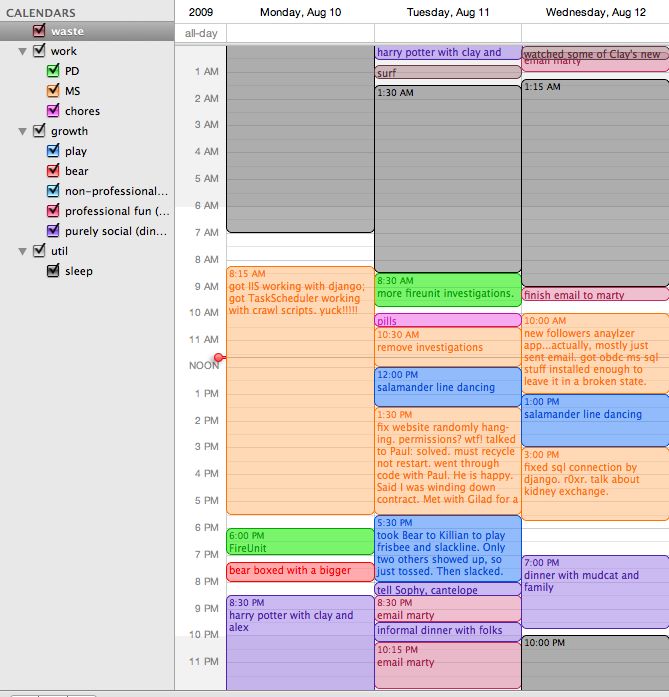 CALENDARS
waste
work
PD
MS
chores
growth
play
bear
non-professional...
professional fun (...
purely social (din...
util
sleep
2009
Monday, Aug 10
Tuesday, Aug 11
Wednesday, Aug 12
all-day
1 AM
2 AM
3 AM
4 AM
5 AM
6 AM
7 AM
8 AM
9 AM
10 AM
11 AM
NOON
1 PM
2 PM
3 PM
4 PM
5 PM
6 PM
7 PM
8 PM
9 PM
10 PM
11 PM
8:15 AM
got IIS working with django;
got TaskScheduler working
with crawl scripts. yuck!!!!!
6:00 PM
FireUnit
bear boxed with a bigger
8:30 PM
harry potter with clay and
alex
harry potter with clay and
surf
1:30 AM
8:30 AM
more fireunit investigations.
pills
10:30 AM
remove investigations
12:00 PM
salamander line dancing
1:30 PM
fix website randomly hang-
ing. permissions? wtf! talked
to Paul: solved. must recycle
not restart. went through
code with Paul. He is happy.
Said I was winding down
contract. Met with Gilad for a
5:30 PM
took Bear to Killian to play
frisbee and slackline. Only
two others showed up, so
just tossed. Then slacked.
tell Sophy, cantelope
8:30 PM
email marty
informal dinner with folks
10:15 PM
email marty
watched some of Clay's new
email marty
1:15 AM
finish email to marty
10:00 AM
new followers anaylzer
app...actually, mostly just
sent email. got obdc ms sql
stuff installed enough to
leave it in a broken state.
1:00 PM
salamander line dancing
3:00 PM
fixed sql connection by
django. r0xr. talk about
kidney exchange.
7:00 PM
dinner with mudcat and
family
10:00 PM